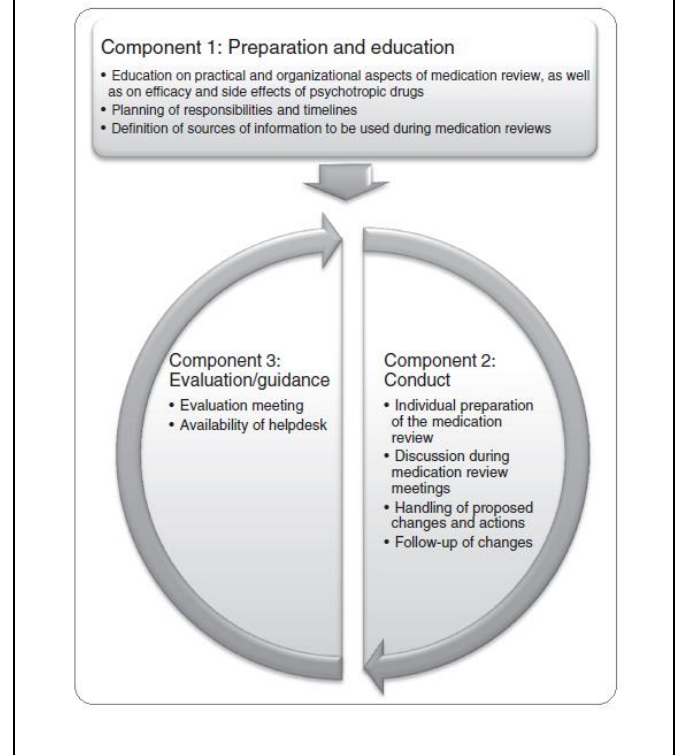 Component 1: Preparation and education
• Education on practical and organizational aspects of medication review, as well
as on efficacy and side effects of psychotropic drugs
• Planning of responsibilities and timelines
• Definition of sources of information to be used during medication reviews
Component 3:
Evaluation/guidance
• Evaluation meeting
• Availability of helpdesk
Component 2:
Conduct
• Individual preparation
of the medication
review
• Discussion during
medication review
meetings
• Handling of proposed
changes and actions
• Follow-up of changes